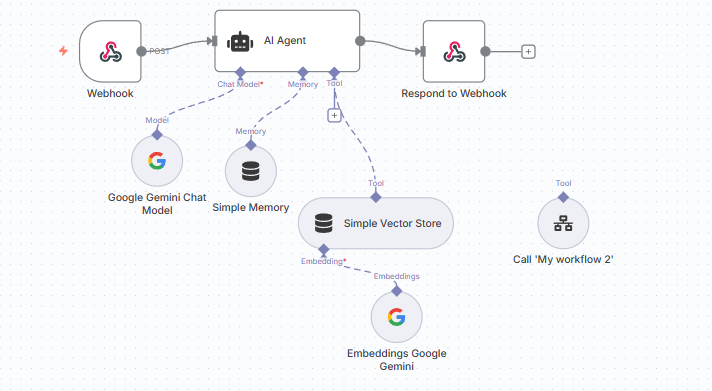 POST
AI Agent
Webhook
Chat Model*
Memory
Tool
Respond to Webhook
Model
Memory
Google Gemini Chat
Model
Simple Memory
Tool
Simple Vector Store
Tool
Call 'My workflow 2'
Embedding*
Embeddings
Embeddings Google
Gemini